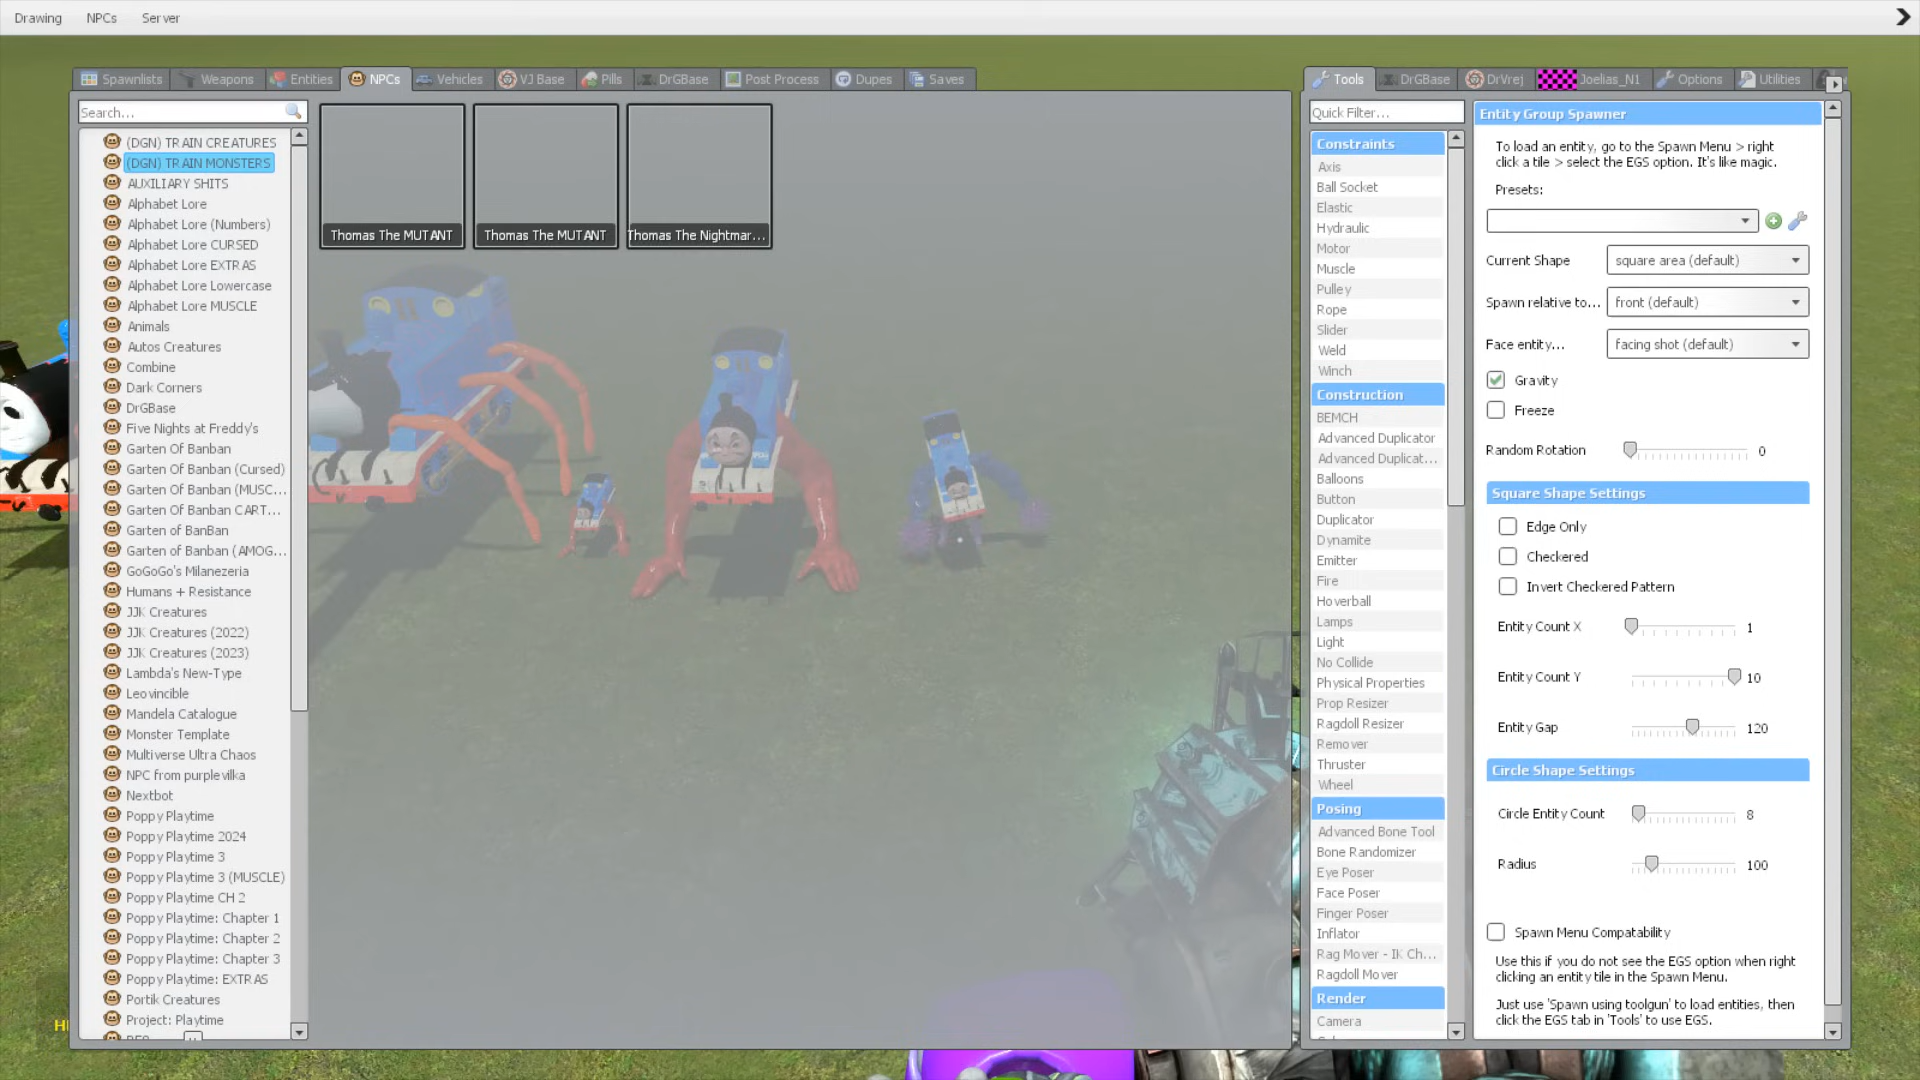 Drawing NPCs Server
Spawnlists Weapons Entities NPCs Vehicles VJ Base Pills DrGBase Post Process Dupes Saves
Search...
(DGN) TRAIN CREATURES
(DGN) TRAIN MONSTERS
AUXILIARY SHITS
Alphabet Lore
Alphabet Lore (Numbers)
Alphabet Lore CURSED
Alphabet Lore EXTRAS
Alphabet Lore Lowercase
Alphabet Lore MUSCLE
Animals
Autos Creatures
Combine
Dark Corners
DrGBase
Five Nights at Freddy's
Garten Of Banban
Garten Of Banban (Cursed)
Garten Of Banban (MUSC...
Garten Of Banban CART...
Garten of BanBan
Garten of Banban (AMOG...
GoGoGo's Milanezeria
Humans + Resistance
JJK Creatures
JJK Creatures (2022)
JJK Creatures (2023)
Lambda's New-Type
Leovincible
Mandela Catalogue
Monster Template
Multiverse Ultra Chaos
NPC from purplevilka
Nextbot
Poppy Playtime
Poppy Playtime 2024
Poppy Playtime 3
Poppy Playtime 3 (MUSCLE)
Poppy Playtime CH 2
Poppy Playtime: Chapter 1
Poppy Playtime: Chapter 2
Poppy Playtime: Chapter 3
Poppy Playtime: EXTRAS
Portik Creatures
Project: Playtime
Thomas The MUTANT
Thomas The MUTANT
Thomas The Nightmar...
Tools DrGBase DrVrej Joelias_N1 Options Utilities
Quick Filter...
Constraints
Axis
Ball Socket
Elastic
Hydraulic
Motor
Muscle
Pulley
Rope
Slider
Weld
Winch
Construction
BEMCH
Advanced Duplicator
Advanced Duplicat...
Balloons
Button
Duplicator
Dynamite
Emitter
Fire
Hoverball
Lamps
Light
No Collide
Physical Properties
Prop Resizer
Ragdoll Resizer
Remover
Thruster
Wheel
Posing
Advanced Bone Tool
Bone Randomizer
Eye Poser
Face Poser
Finger Poser
Inflator
Rag Mover - IK Ch...
Ragdoll Mover
Render
Camera
Entity Group Spawner
To load an entity, go to the Spawn Menu > right
click a tile > select the EGS option. It's like magic.
Presets:
Current Shape square area (default)
Spawn relative to... front (default)
Face entity... facing shot (default)
Gravity
Freeze
Random Rotation 0
Square Shape Settings
Edge Only
Checkered
Invert Checkered Pattern
Entity Count X 1
Entity Count Y 10
Entity Gap 120
Circle Shape Settings
Circle Entity Count 8
Radius 100
Spawn Menu Compatability
Use this if you do not see the EGS option when right
clicking an entity tile in the Spawn Menu.
Just use 'Spawn using toolgun' to load entities, then
click the EGS tab in 'Tools' to use EGS.